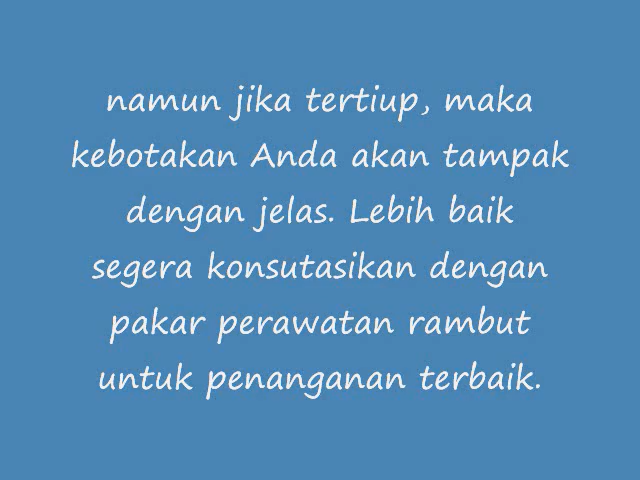 namun jika tertiup, maka
kebotakan Anda akan tampak
dengan jelas. Lebih baik
segera konsutasikan dengan
pakar perawatan rambut
untuk penanganan terbaik.